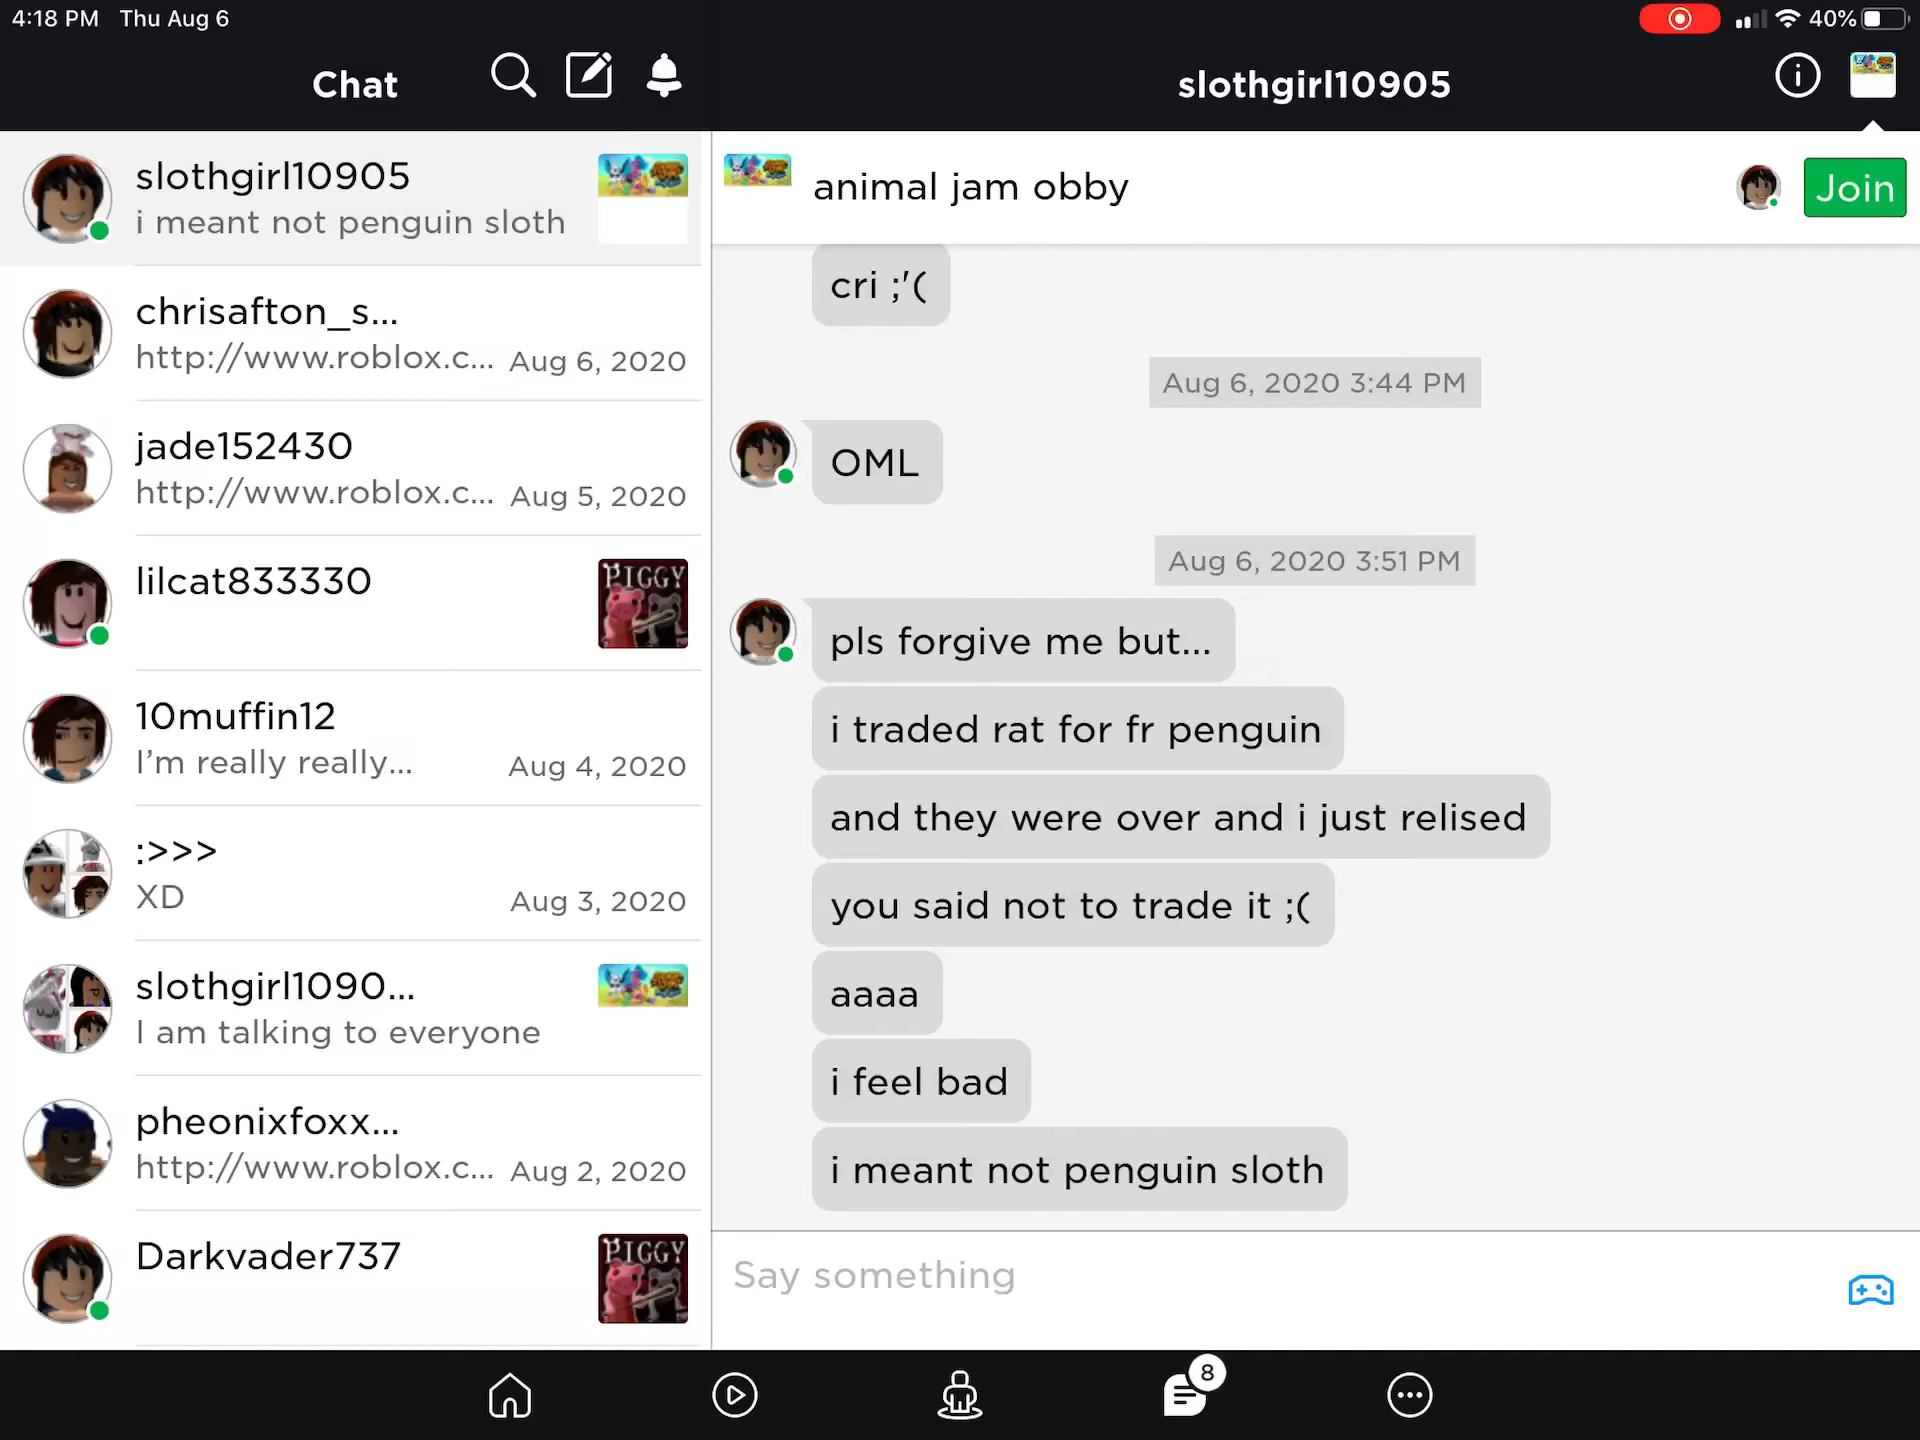 4:18 PM Thu Aug 6
40%
Chat
slothgirl10905
slothgirl10905
i meant not penguin sloth
chrisafton_s...
http://www.roblox.c... Aug 6, 2020
jade152430
http://www.roblox.c... Aug 5, 2020
lilcat833330
PIGGY
10muffin12
I'm really really... Aug 4, 2020
:>>>
XD Aug 3, 2020
slothgirl1090...
I am talking to everyone
pheonixfoxx...
http://www.roblox.c... Aug 2, 2020
Darkvader737
PIGGY
animal jam obby
Join
cri ;'(
Aug 6, 2020 3:44 PM
OML
Aug 6, 2020 3:51 PM
pls forgive me but...
i traded rat for fr penguin
and they were over and i just relised
you said not to trade it ;(
aaaa
i feel bad
i meant not penguin sloth
Say something
8